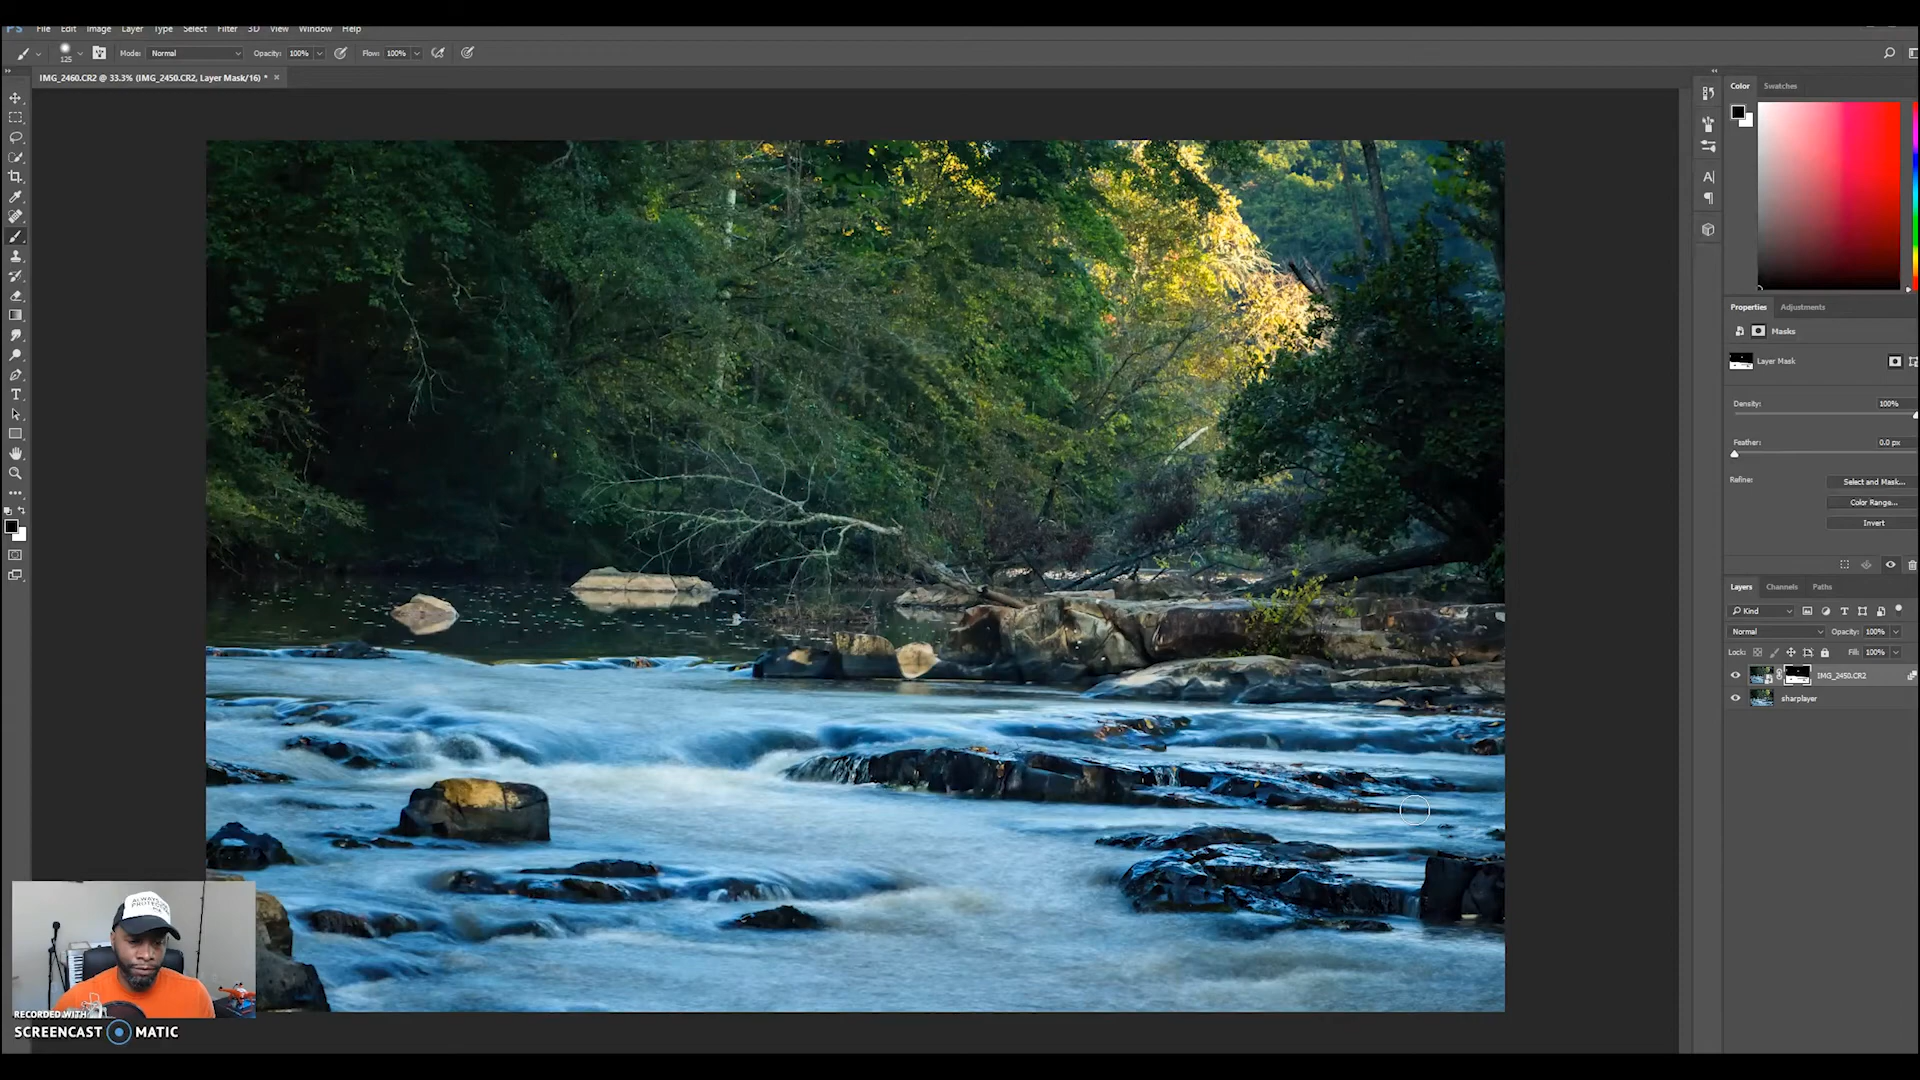 Ps File Edit Image Layer Type Select Filter 3D View Window Help
125 Mode: Normal Opacity: 100% Flow: 100%
IMG_2460.CR2 @ 33.3% (IMG_2450.CR2, Layer Mask/16) * ×
Color Swatches
Properties Adjustments
Masks
Layer Mask
Density: 100%
Feather: 0.0 px
Refine: Select and Mask...
Color Range...
Invert
Layers Channels Paths
Kind
Normal Opacity: 100%
Lock: Fill: 100%
IMG_2450.CR2
sharplayer
RECORDED WITH
SCREENCAST MATIC